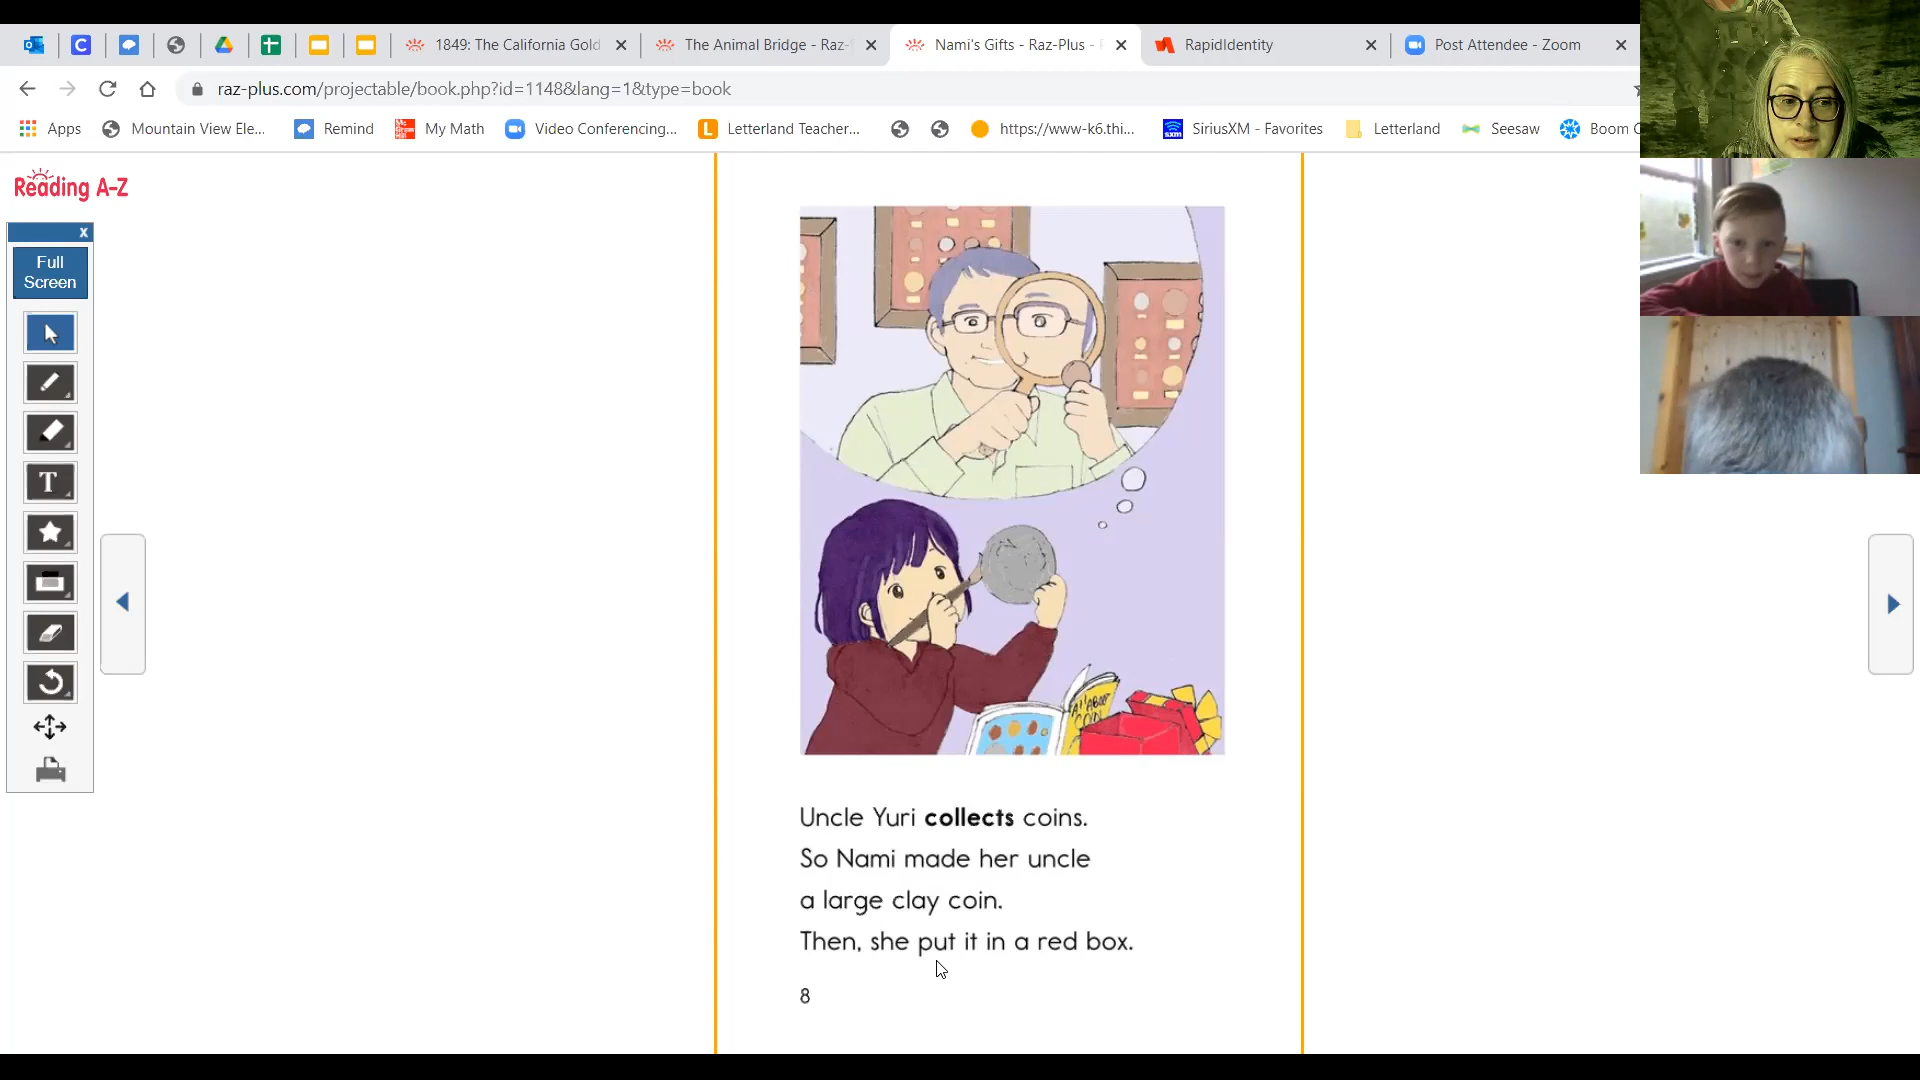 1849: The California Gold
The Animal Bridge - Raz-
Nami's Gifts - Raz-Plus -
RapidIdentity
Post Attendee - Zoom
raz-plus.com/projectable/book.php?id=1148&lang=1&type=book
Apps
Mountain View Ele...
Remind
My Math
Video Conferencing...
Letterland Teacher...
https://www-k6.thi...
SiriusXM - Favorites
Letterland
Seesaw
Boom
Reading A-Z
x
Full
Screen
T
ALL ABOUT
Uncle Yuri collects coins.
So Nami made her uncle
a large clay coin.
Then, she put it in a red box.
8